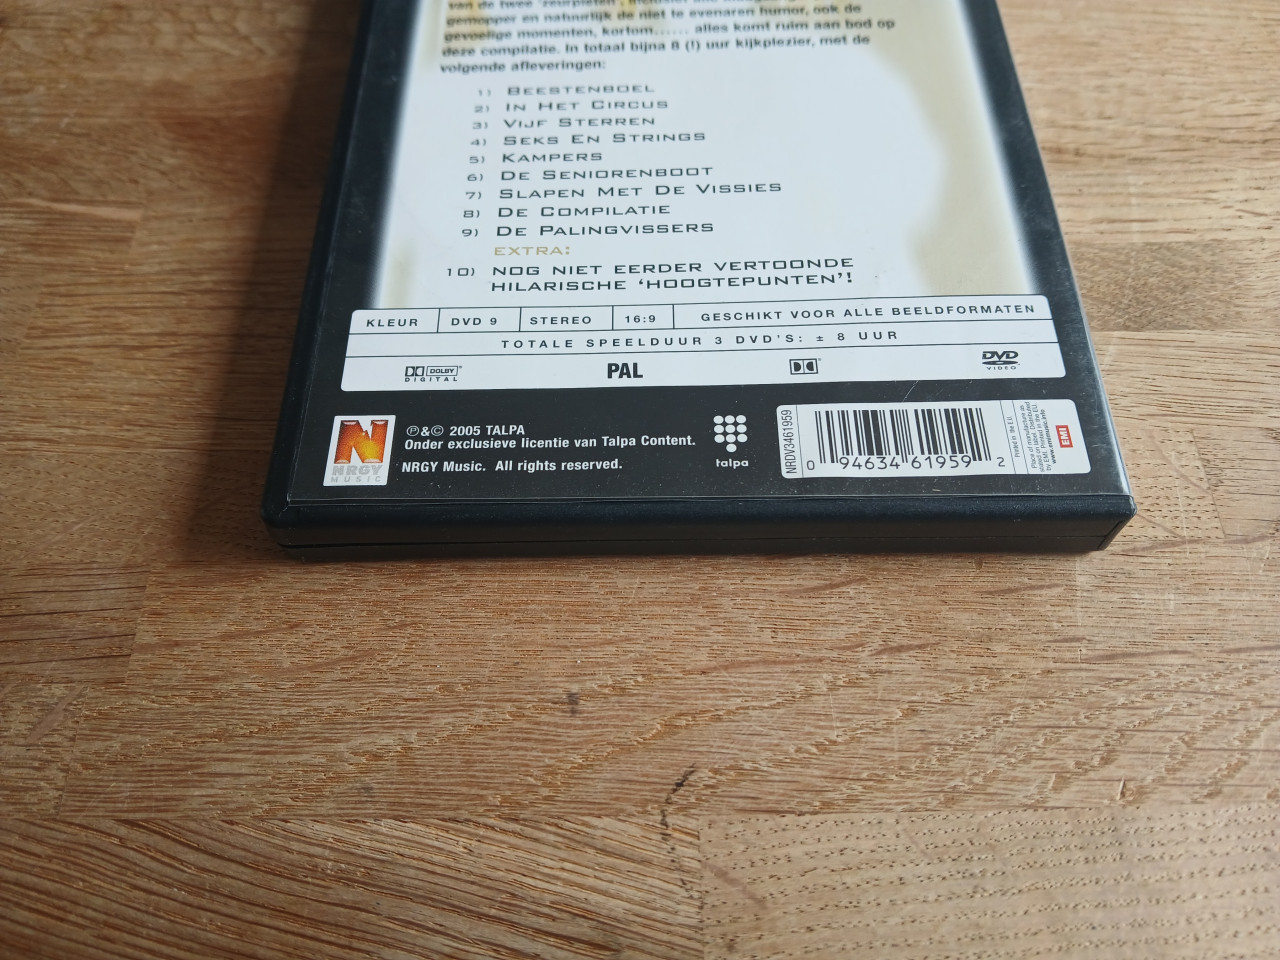 van de twee 'zeurpieten',
gemopper en natuurlijk de niet te evenaren humor, ook de
gevoelige momenten, kortom...... alles komt ruim aan bod op
deze compilatie. In totaal bijna 8 (!) uur kijkplezier, met de
volgende afleveringen:
1) BEESTENBOEL
2) IN HET CIRCUS
3) VIJF STERREN
4) SEKS EN STRINGS
5) KAMPERS
6) DE SENIORENBOOT
7) SLAPEN MET DE VISSIES
8) DE COMPILATIE
9) DE PALINGVISSERS
EXTRA:
10) NOG NIET EERDER VERTOONDE
HILARISCHE 'HOOGTEPUNTEN'!
KLEUR DVD 9 STEREO 16:9 GESCHIKT VOOR ALLE BEELDFORMATEN
TOTALE SPEELDUUR 3 DVD'S: ± 8 UUR
DOLBY DIGITAL PAL DVD VIDEO
NRGY MUSIC
℗&© 2005 TALPA
Onder exclusieve licentie van Talpa Content.
NRGY Music. All rights reserved.
talpa
NRDV3461959
0 94634 61959 2
Printed in the E.U.
www.emimusic.info
EMI